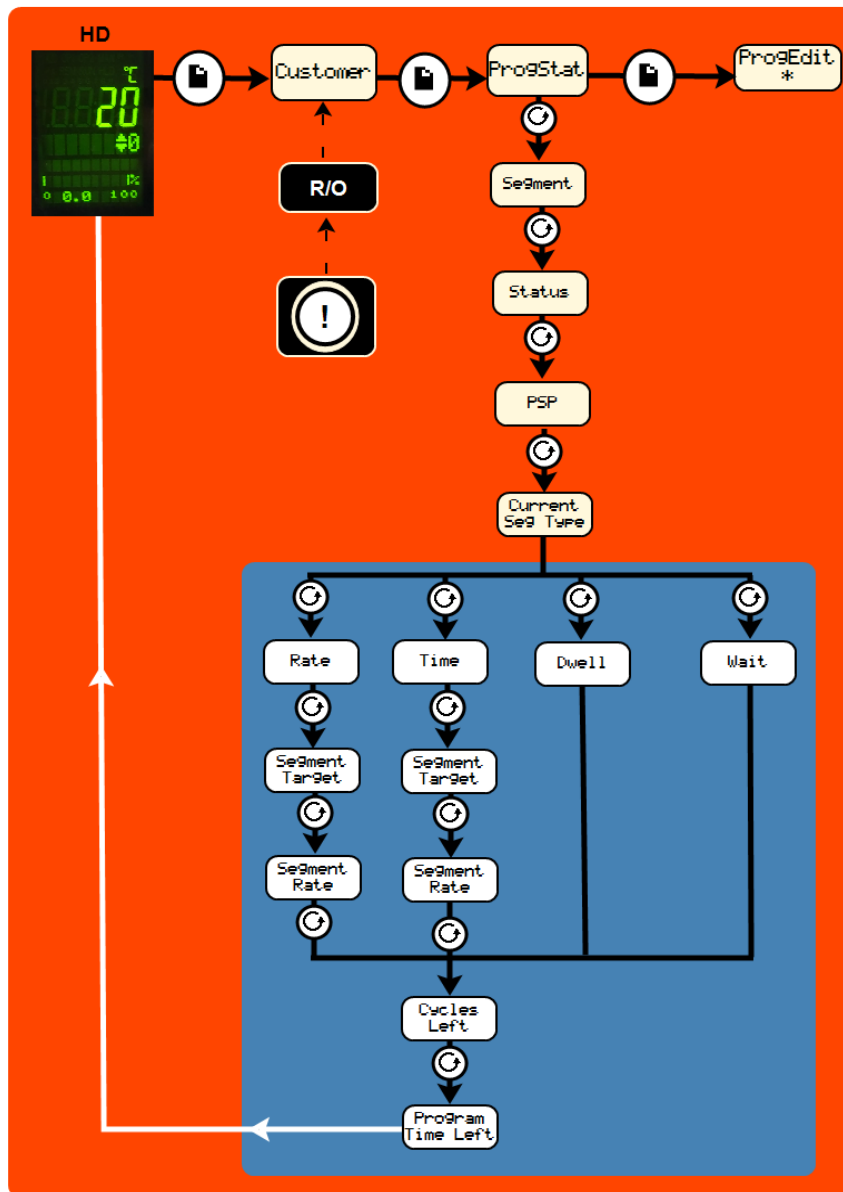 HD
℃
20
0
%
0 0.0 100
Customer
ProgStat
ProgEdit
*
R/O
!
Segment
Status
PSP
Current
Seg Type
Rate
Time
Dwell
Wait
Segment
Target
Segment
Target
Segment
Rate
Segment
Rate
Cycles
Left
Program
Time Left